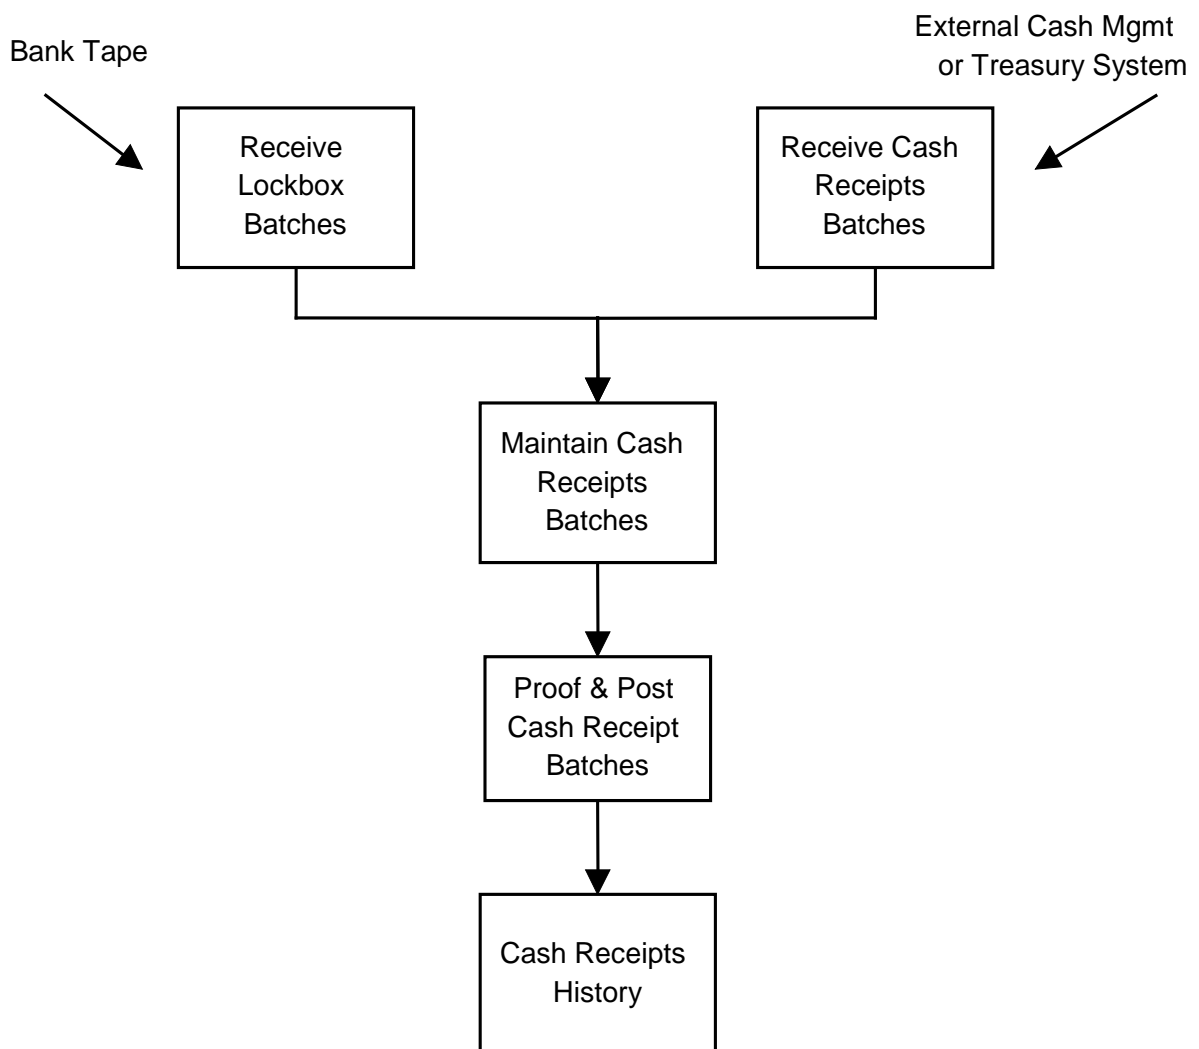 Bank Tape
External Cash Mgmt
or Treasury System
Receive
Lockbox
Batches
Receive Cash
Receipts
Batches
Maintain Cash
Receipts
Batches
Proof & Post
Cash Receipt
Batches
Cash Receipts
History